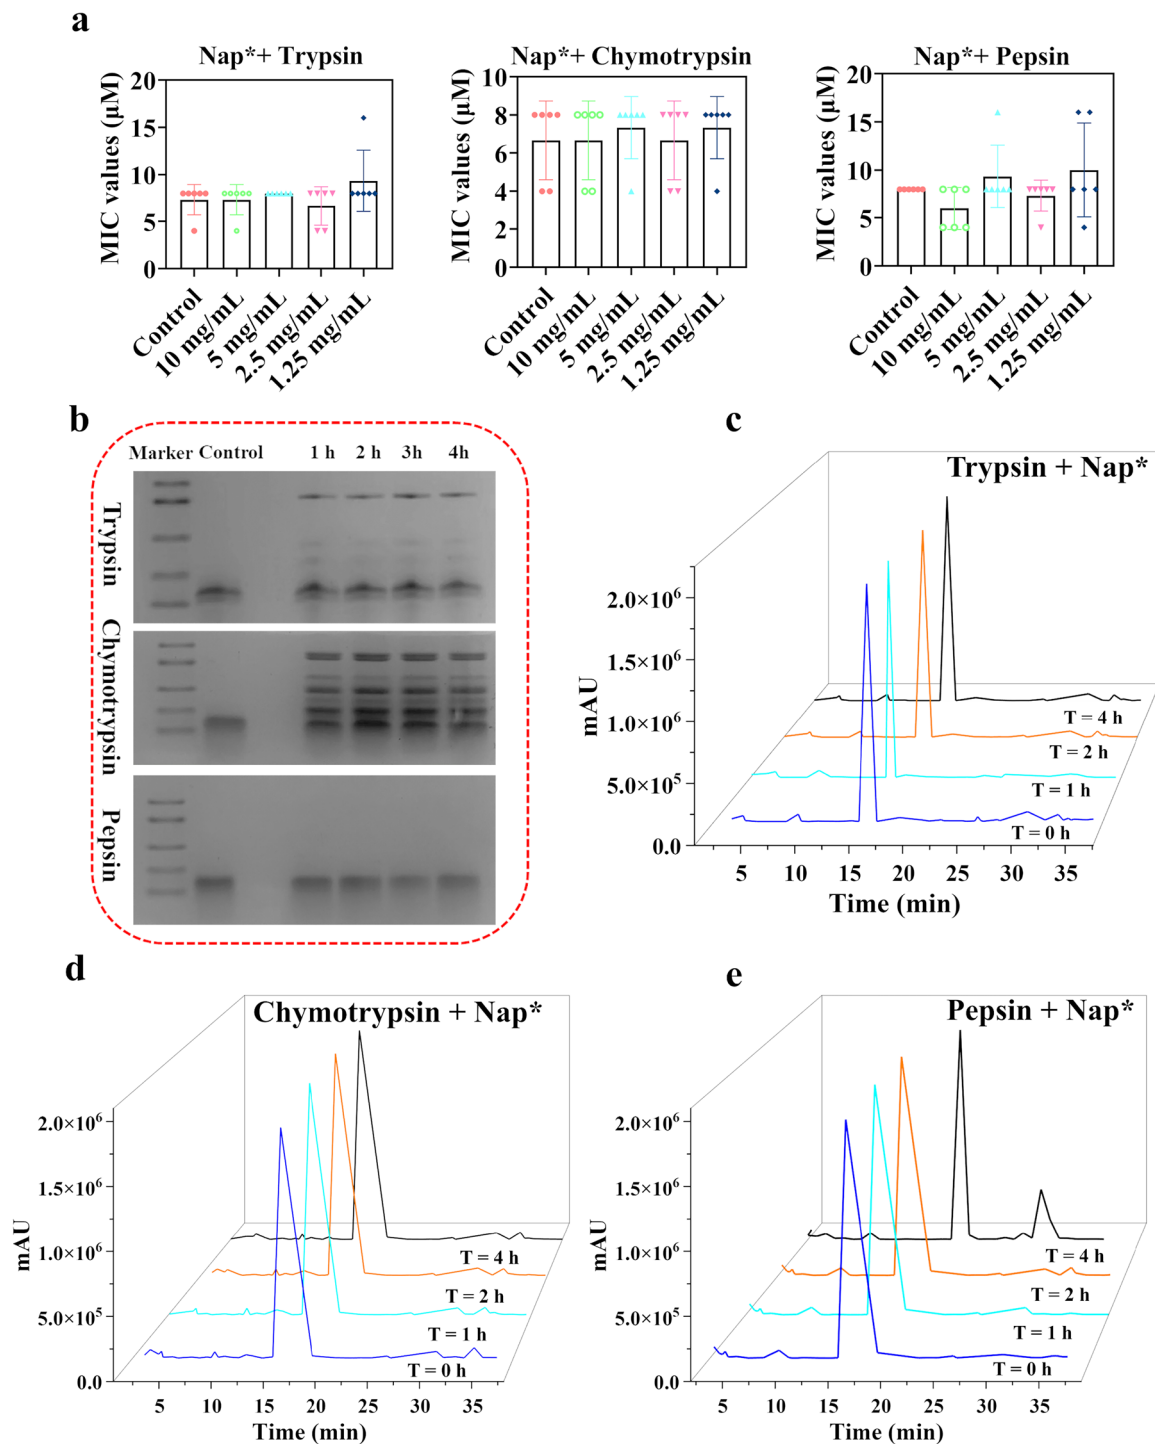 a
Nap*+ Trypsin
MIC values (μM)
20
15
10
5
0
Control
10 mg/mL
5 mg/mL
2.5 mg/mL
1.25 mg/mL
Nap*+ Chymotrypsin
MIC values (μM)
10
8
6
4
2
0
Control
10 mg/mL
5 mg/mL
2.5 mg/mL
1.25 mg/mL
Nap*+ Pepsin
MIC values (μM)
20
15
10
5
0
Control
10 mg/mL
5 mg/mL
2.5 mg/mL
1.25 mg/mL
b
Marker Control 1 h 2 h 3h 4h
Trypsin
Chymotrypsin
Pepsin
c
Trypsin + Nap*
mAU
2.0×10⁶
1.5×10⁶
1.0×10⁶
5.0×10⁵
0.0
T = 4 h
T = 2 h
T = 1 h
T = 0 h
5 10 15 20 25 30 35
Time (min)
d
Chymotrypsin + Nap*
mAU
2.0×10⁶
1.5×10⁶
1.0×10⁶
5.0×10⁵
0.0
T = 4 h
T = 2 h
T = 1 h
T = 0 h
5 10 15 20 25 30 35
Time (min)
e
Pepsin + Nap*
mAU
2.0×10⁶
1.5×10⁶
1.0×10⁶
5.0×10⁵
0.0
T = 4 h
T = 2 h
T = 1 h
T = 0 h
5 10 15 20 25 30 35
Time (min)